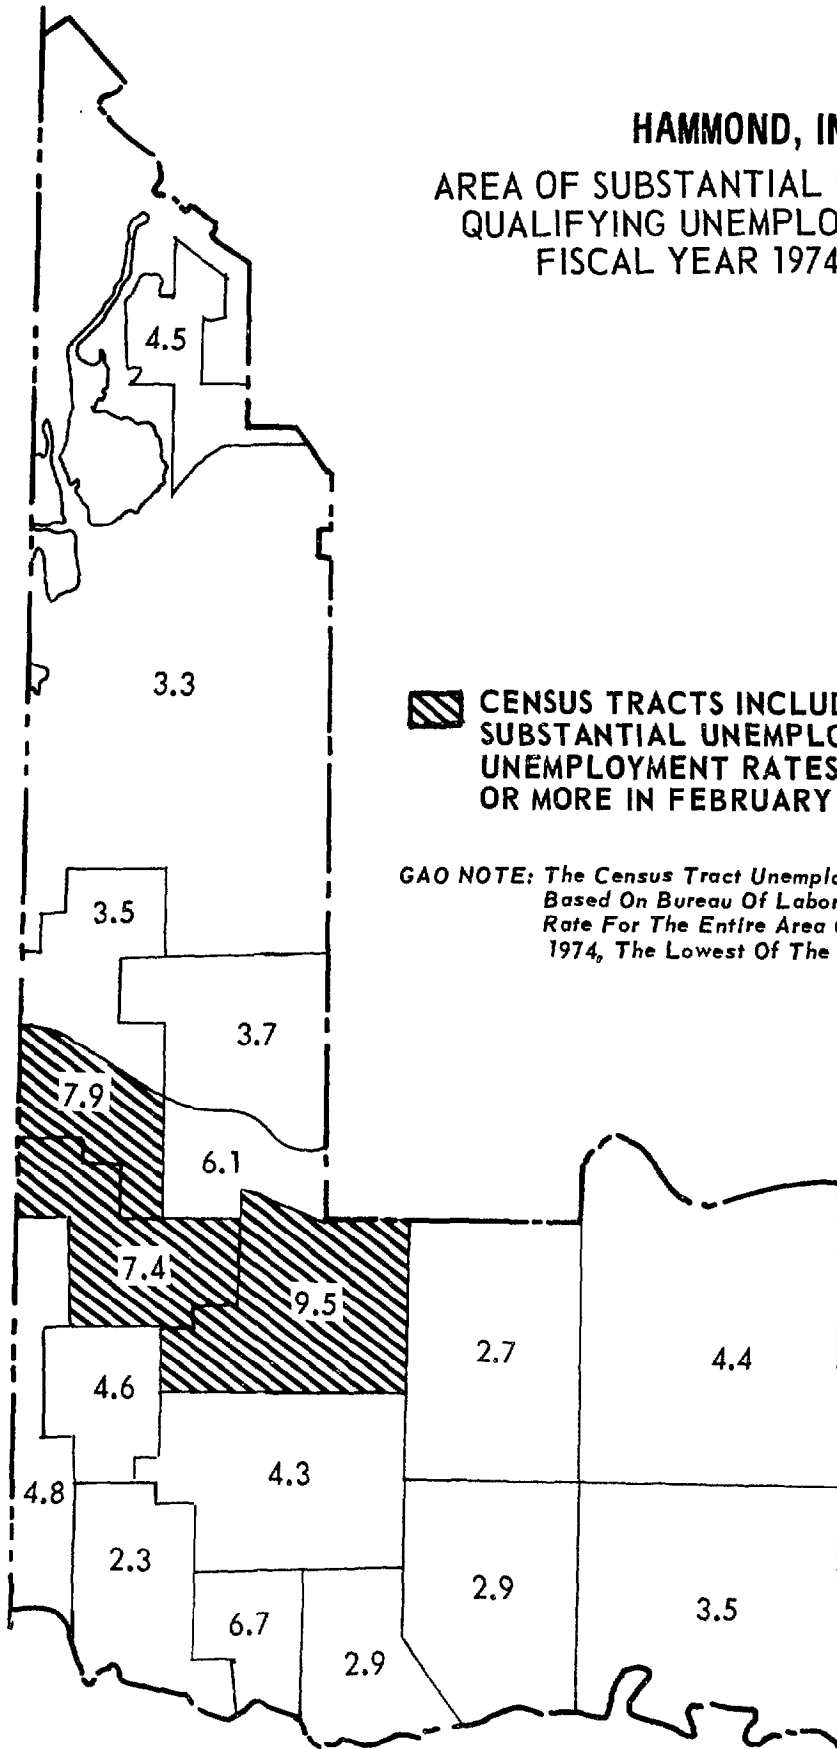 HAMMOND, IN
AREA OF SUBSTANTIAL
QUALIFYING UNEMPLO
FISCAL YEAR 1974
4.5
3.3
CENSUS TRACTS INCLUD
SUBSTANTIAL UNEMPLO
UNEMPLOYMENT RATES
OR MORE IN FEBRUARY
GAO NOTE: The Census Tract Unemplo
Based On Bureau Of Labor
Rate For The Entire Area
1974, The Lowest Of The
3.5
3.7
7.9
6.1
7.4
9.5
2.7
4.4
4.6
4.3
4.8
2.3
2.9
3.5
6.7
2.9